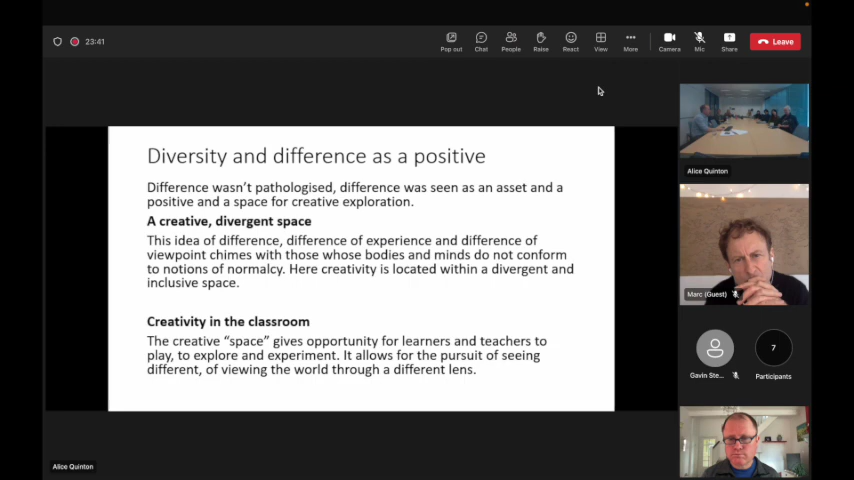 23:41
Pop out
Chat
People
Raise
React
View
More
Camera
Mic
Share
Leave
Diversity and difference as a positive
Difference wasn’t pathologised, difference was seen as an asset and a
positive and a space for creative exploration.
A creative, divergent space
This idea of difference, difference of experience and difference of
viewpoint chimes with those whose bodies and minds do not conform
to notions of normalcy. Here creativity is located within a divergent and
inclusive space.
Creativity in the classroom
The creative “space” gives opportunity for learners and teachers to
play, to explore and experiment. It allows for the pursuit of seeing
different, of viewing the world through a different lens.
Alice Quinton
Marc (Guest)
Gavin Ste...
7
Participants
Alice Quinton